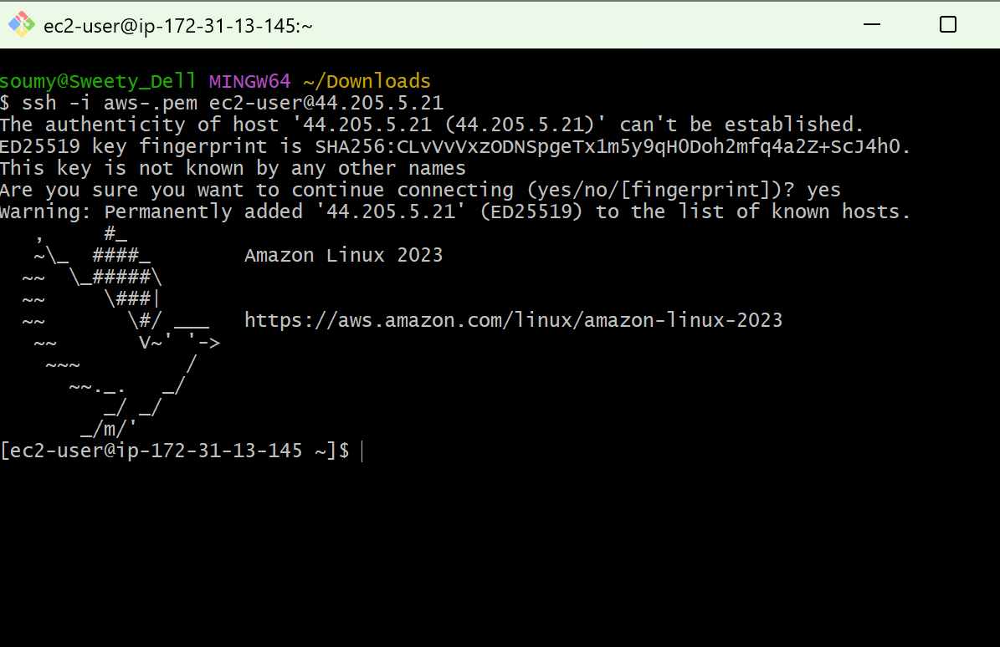 ec2-user@ip-172-31-13-145:~
soumy@Sweety_Dell MINGW64 ~/Downloads
$ ssh -i aws-.pem ec2-user@44.205.5.21
The authenticity of host '44.205.5.21 (44.205.5.21)' can't be established.
ED25519 key fingerprint is SHA256:CLvVvVxzODNSpgeTx1m5y9qH0Doh2mfq4a2Z+ScJ4h0.
This key is not known by any other names
Are you sure you want to continue connecting (yes/no/[fingerprint])? yes
Warning: Permanently added '44.205.5.21' (ED25519) to the list of known hosts.
   ,     #_
   ~\_  ####_        Amazon Linux 2023
  ~~  \_#####\
  ~~     \###|
  ~~       \#/ ___   https://aws.amazon.com/linux/amazon-linux-2023
   ~~       V~' '->
    ~~~         /
      ~~._.   _/
         _/ _/
       _/m/'
[ec2-user@ip-172-31-13-145 ~]$